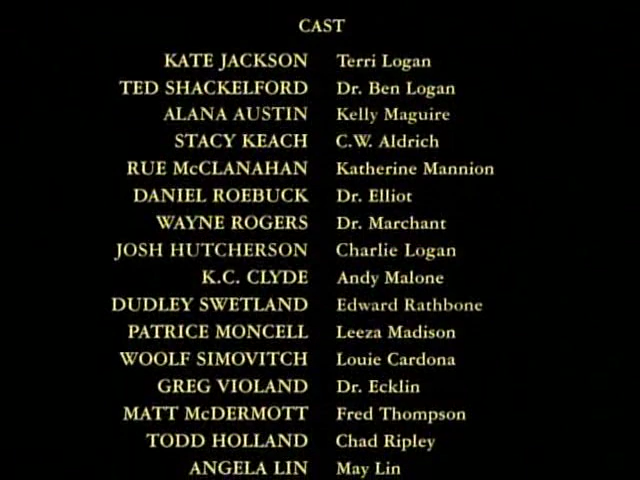 CAST
KATE JACKSON Terri Logan
TED SHACKELFORD Dr. Ben Logan
ALANA AUSTIN Kelly Maguire
STACY KEACH C.W. Aldrich
RUE McCLANAHAN Katherine Mannion
DANIEL ROEBUCK Dr. Elliot
WAYNE ROGERS Dr. Marchant
JOSH HUTCHERSON Charlie Logan
K.C. CLYDE Andy Malone
DUDLEY SWETLAND Edward Rathbone
PATRICE MONCELL Leeza Madison
WOOLF SIMOVITCH Louie Cardona
GREG VIOLAND Dr. Ecklin
MATT McDERMOTT Fred Thompson
TODD HOLLAND Chad Ripley
ANGELA LIN May Lin